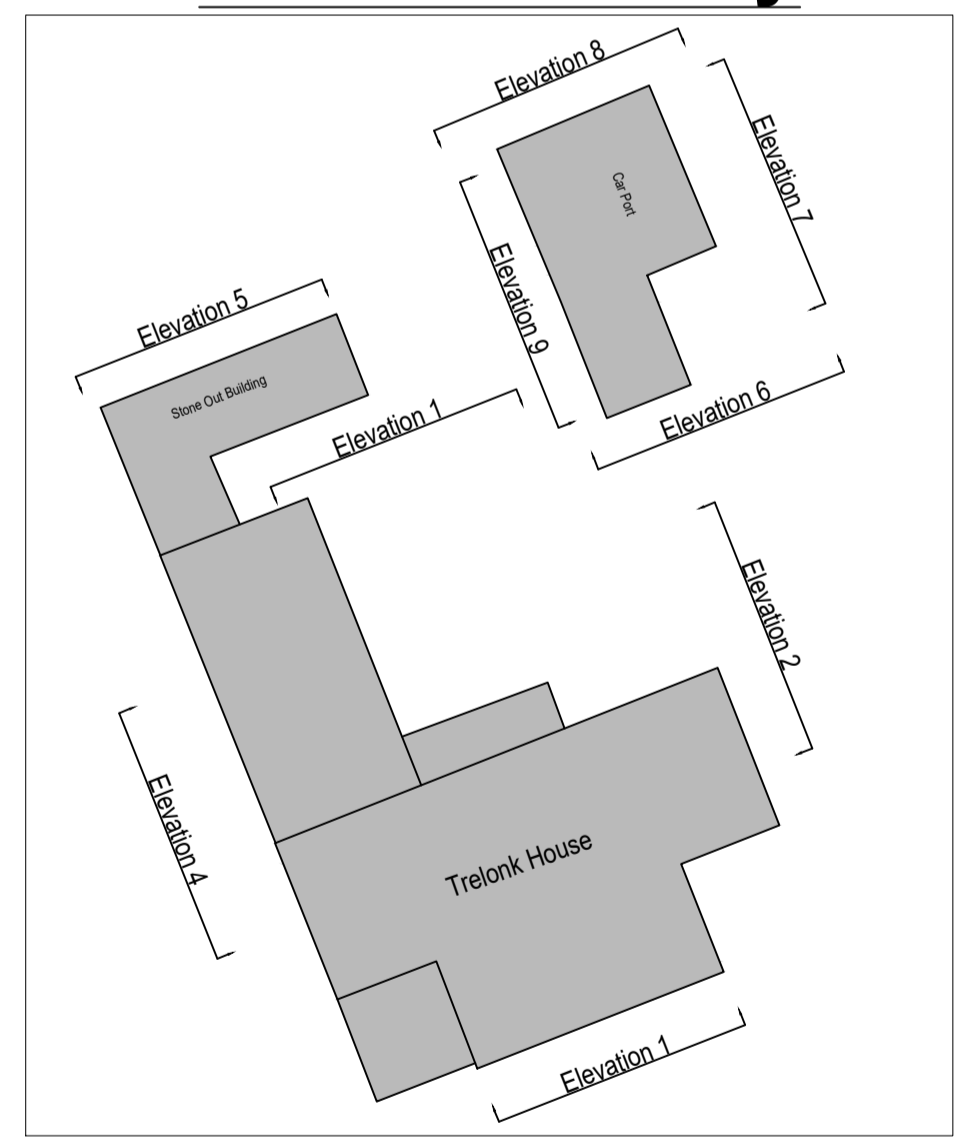 Elevation 8
Elevation 7
Car Port
Elevation 9
Elevation 5
Stone Out Building
Elevation 1
Elevation 6
Elevation 2
Elevation 4
Trelonk House
Elevation 1